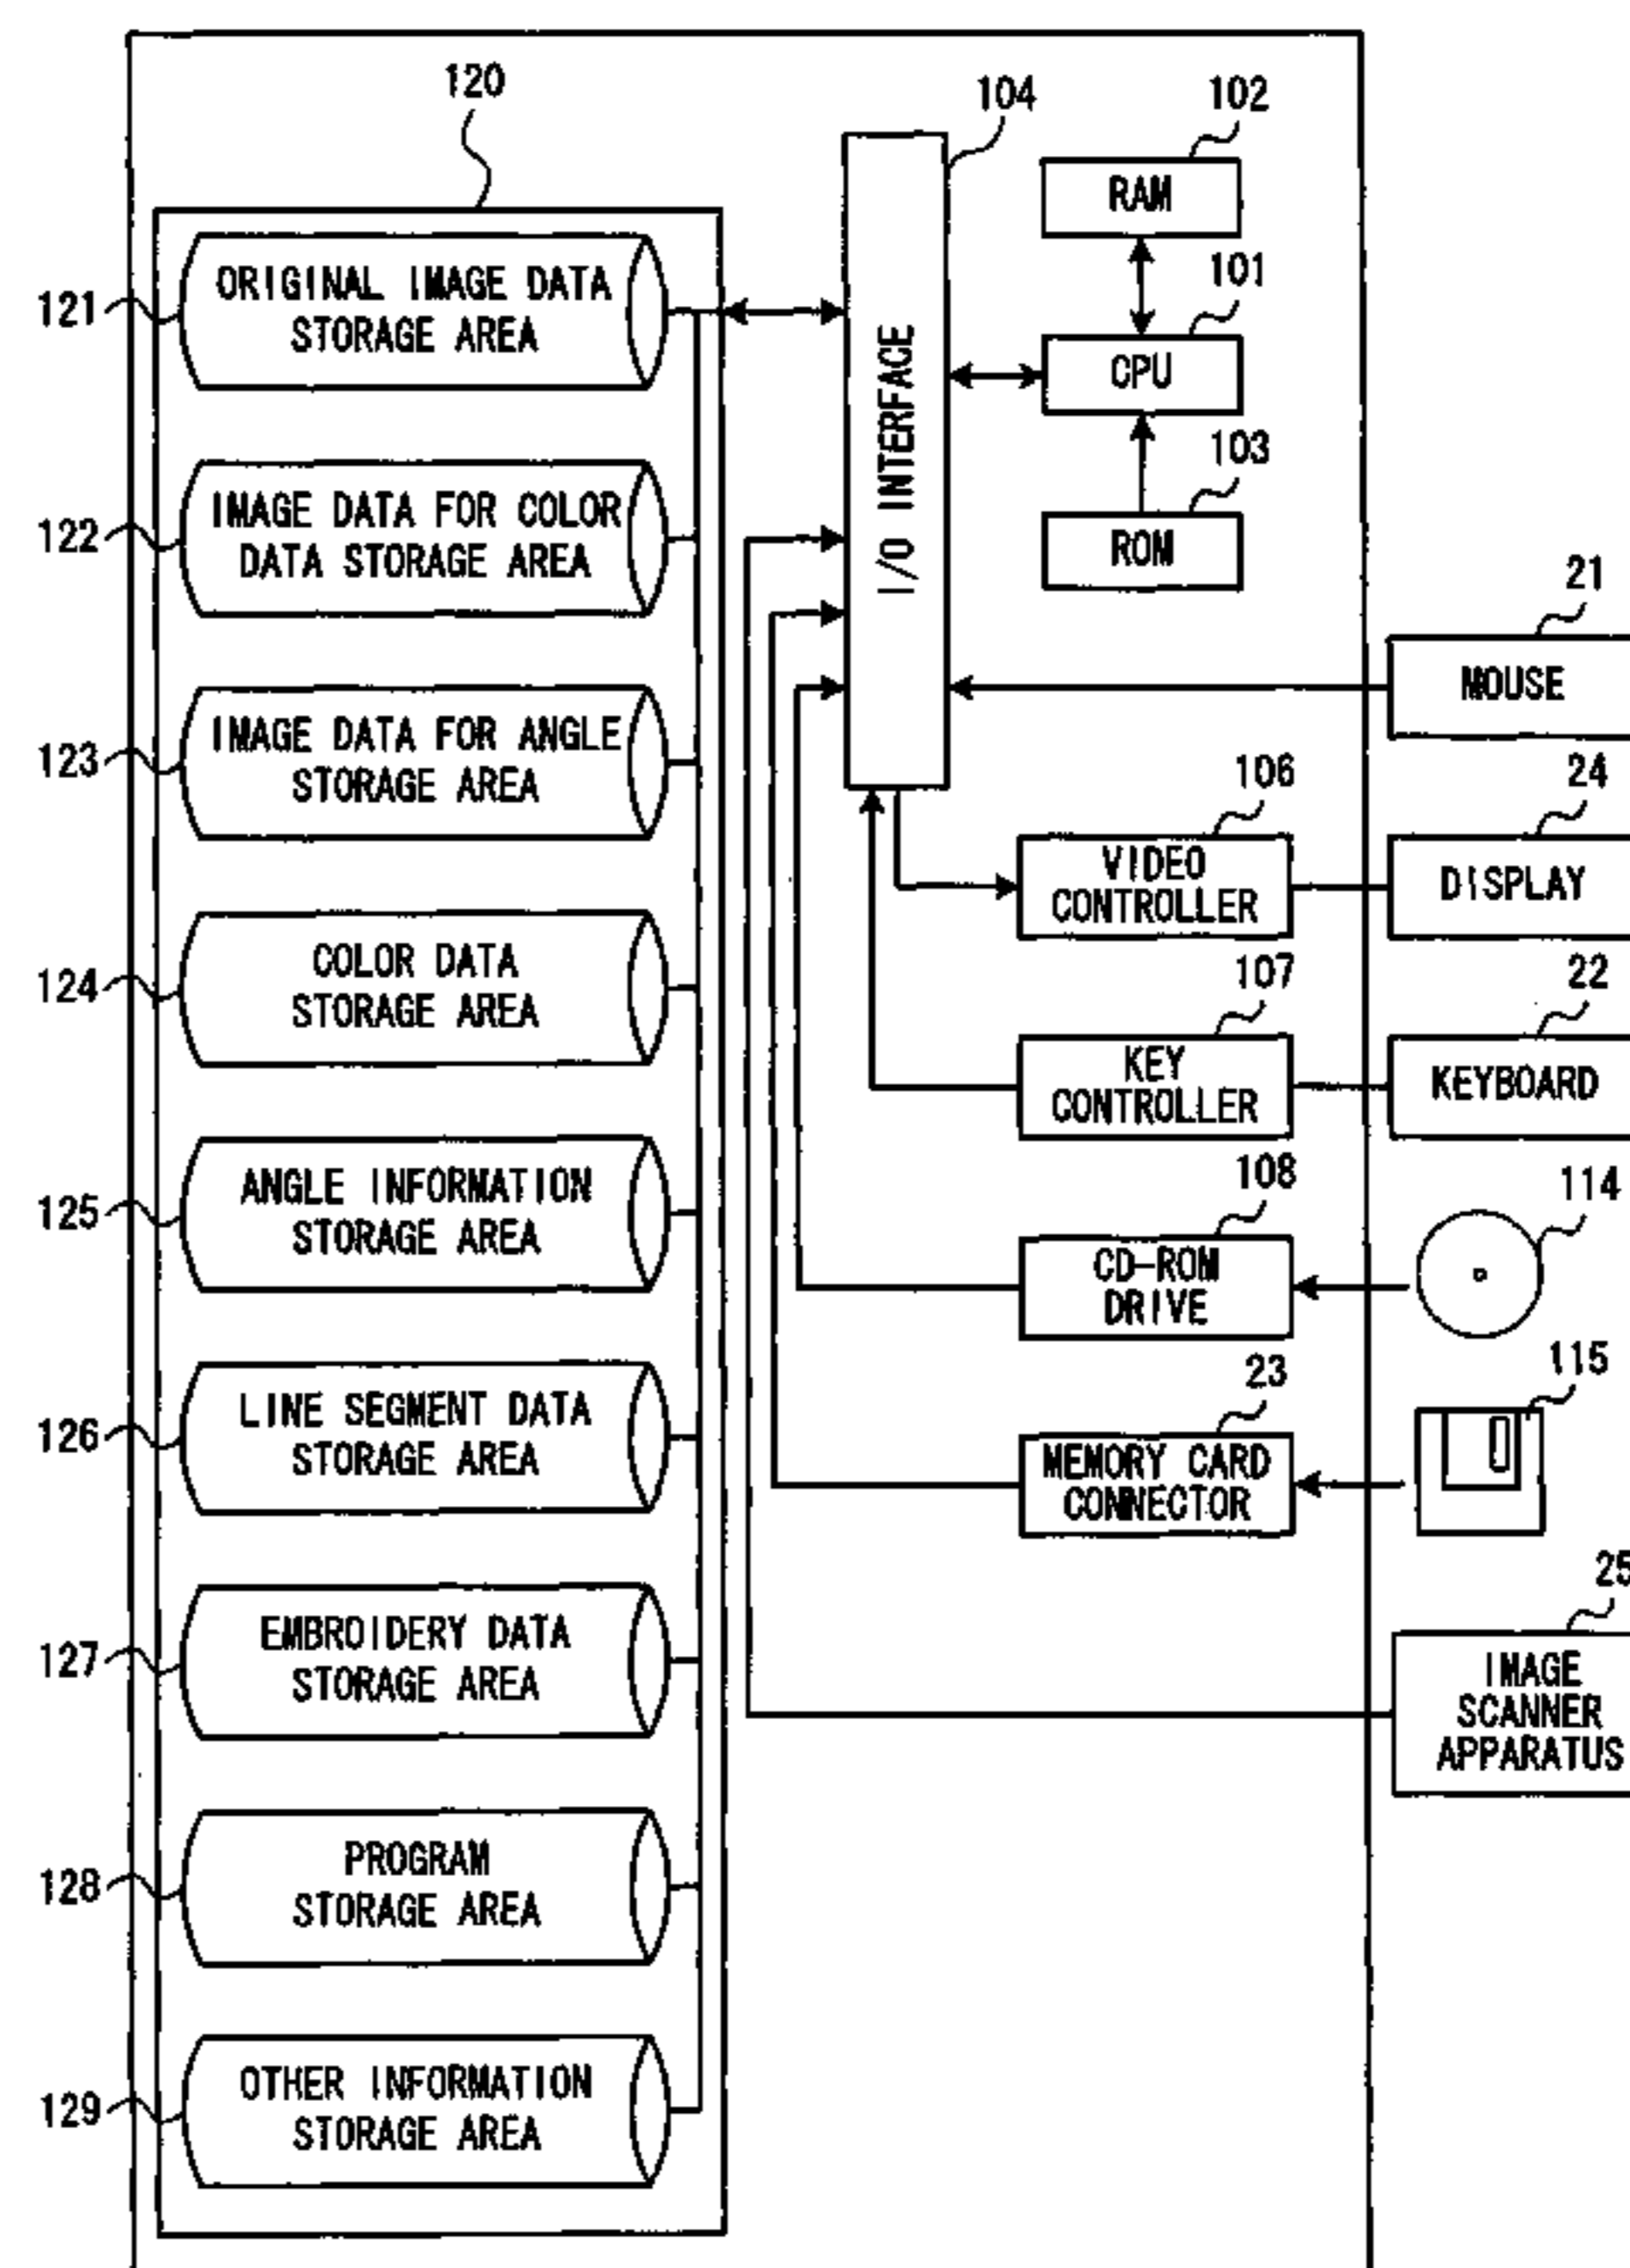 120
104
102
RAM
121
ORIGINAL IMAGE DATA
STORAGE AREA
101
CPU
I/O INTERFACE
103
ROM
122
IMAGE DATA FOR COLOR
DATA STORAGE AREA
21
MOUSE
123
IMAGE DATA FOR ANGLE
STORAGE AREA
106
VIDEO
CONTROLLER
24
DISPLAY
124
COLOR DATA
STORAGE AREA
107
KEY
CONTROLLER
22
KEYBOARD
125
ANGLE INFORMATION
STORAGE AREA
108
CD-ROM
DRIVE
114
126
LINE SEGMENT DATA
STORAGE AREA
23
MEMORY CARD
CONNECTOR
115
127
EMBROIDERY DATA
STORAGE AREA
25
IMAGE
SCANNER
APPARATUS
128
PROGRAM
STORAGE AREA
129
OTHER INFORMATION
STORAGE AREA